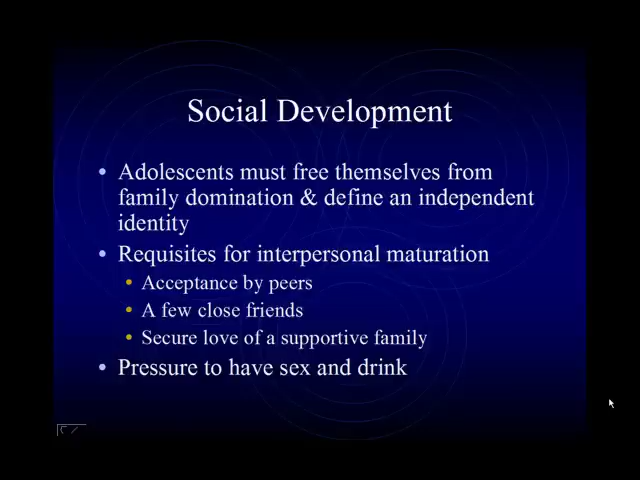 Social Development
• Adolescents must free themselves from
family domination & define an independent
identity
• Requisites for interpersonal maturation
• Acceptance by peers
• A few close friends
• Secure love of a supportive family
• Pressure to have sex and drink